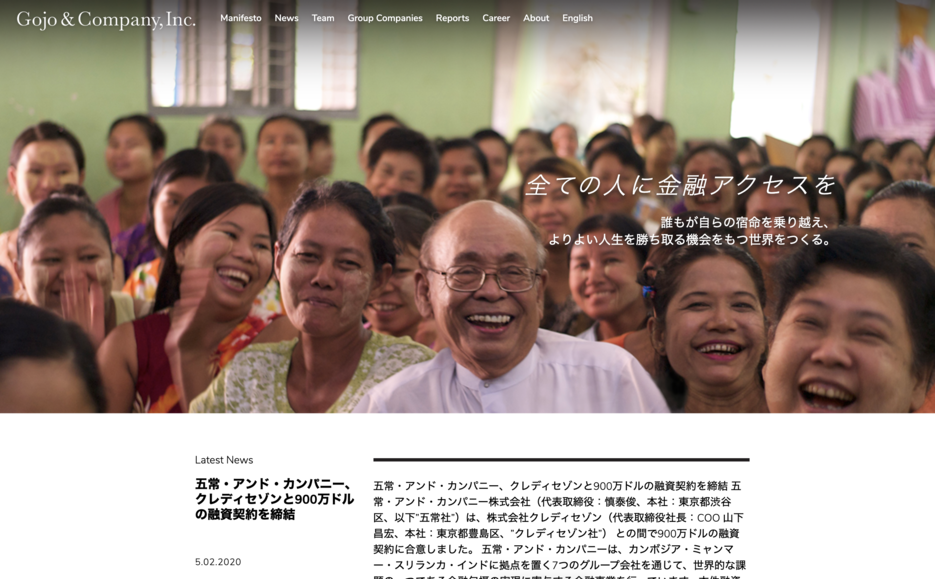 Gojo & Company, Inc.
Manifesto News Team Group Companies Reports Career About English
全ての人に金融アクセスを
誰もが自らの宿命を乗り越え、
よりよい人生を勝ち取る機会をもつ世界をつくる。
Latest News
五常・アンド・カンパニー、
クレディセゾンと900万ドル
の融資契約を締結
5.02.2020
五常・アンド・カンパニー、クレディセゾンと900万ドルの融資契約を締結 五
常・アンド・カンパニー株式会社（代表取締役：慎泰俊、本社：東京都渋谷
区、以下“五常社”）は、株式会社クレディセゾン（代表取締役社長：COO 山下
昌宏、本社：東京都豊島区、“クレディセゾン社”） との間で900万ドルの融資
契約に合意しました。 五常・アンド・カンパニーは、カンボジア・ミャンマ
ー・スリランカ・インドに拠点を置く7つのグループ会社を通じて、世界的な課